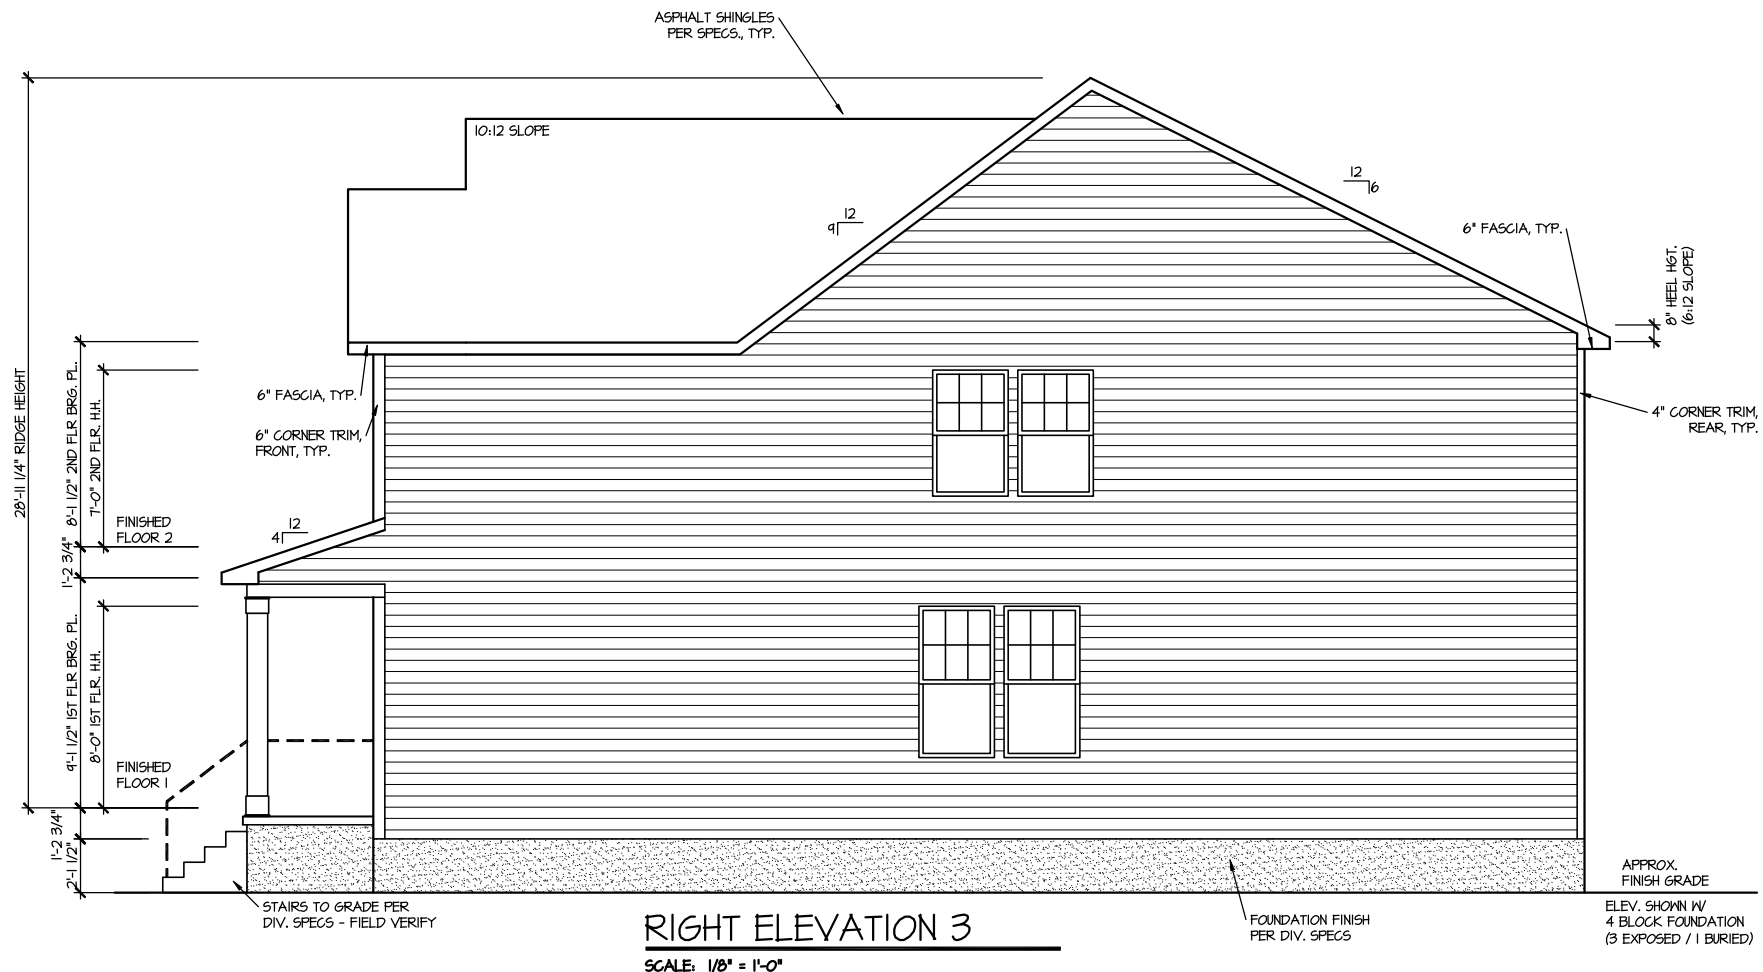 ASPHALT SHINGLES
PER SPECS., TYP.
10:12 SLOPE
12
6
12
9
6" FASCIA, TYP.
8" HEEL HGT.
(6:12 SLOPE)
28'-11 1/4" RIDGE HEIGHT
8'-1 1/2" 2ND FLR BRG. PL.
7'-0" 2ND FLR. H.H.
6" FASCIA, TYP.
6" CORNER TRIM,
FRONT, TYP.
4" CORNER TRIM,
REAR, TYP.
FINISHED
FLOOR 2
12
4
1'-2 3/4"
9'-1 1/2" 1ST FLR BRG. PL.
8'-0" 1ST FLR. H.H.
FINISHED
FLOOR 1
1'-2 3/4"
2'-1 1/2"
STAIRS TO GRADE PER
DIV. SPECS - FIELD VERIFY
FOUNDATION FINISH
PER DIV. SPECS
APPROX.
FINISH GRADE
ELEV. SHOWN W/
4 BLOCK FOUNDATION
(3 EXPOSED / 1 BURIED)
RIGHT ELEVATION 3
SCALE: 1/8" = 1'-0"